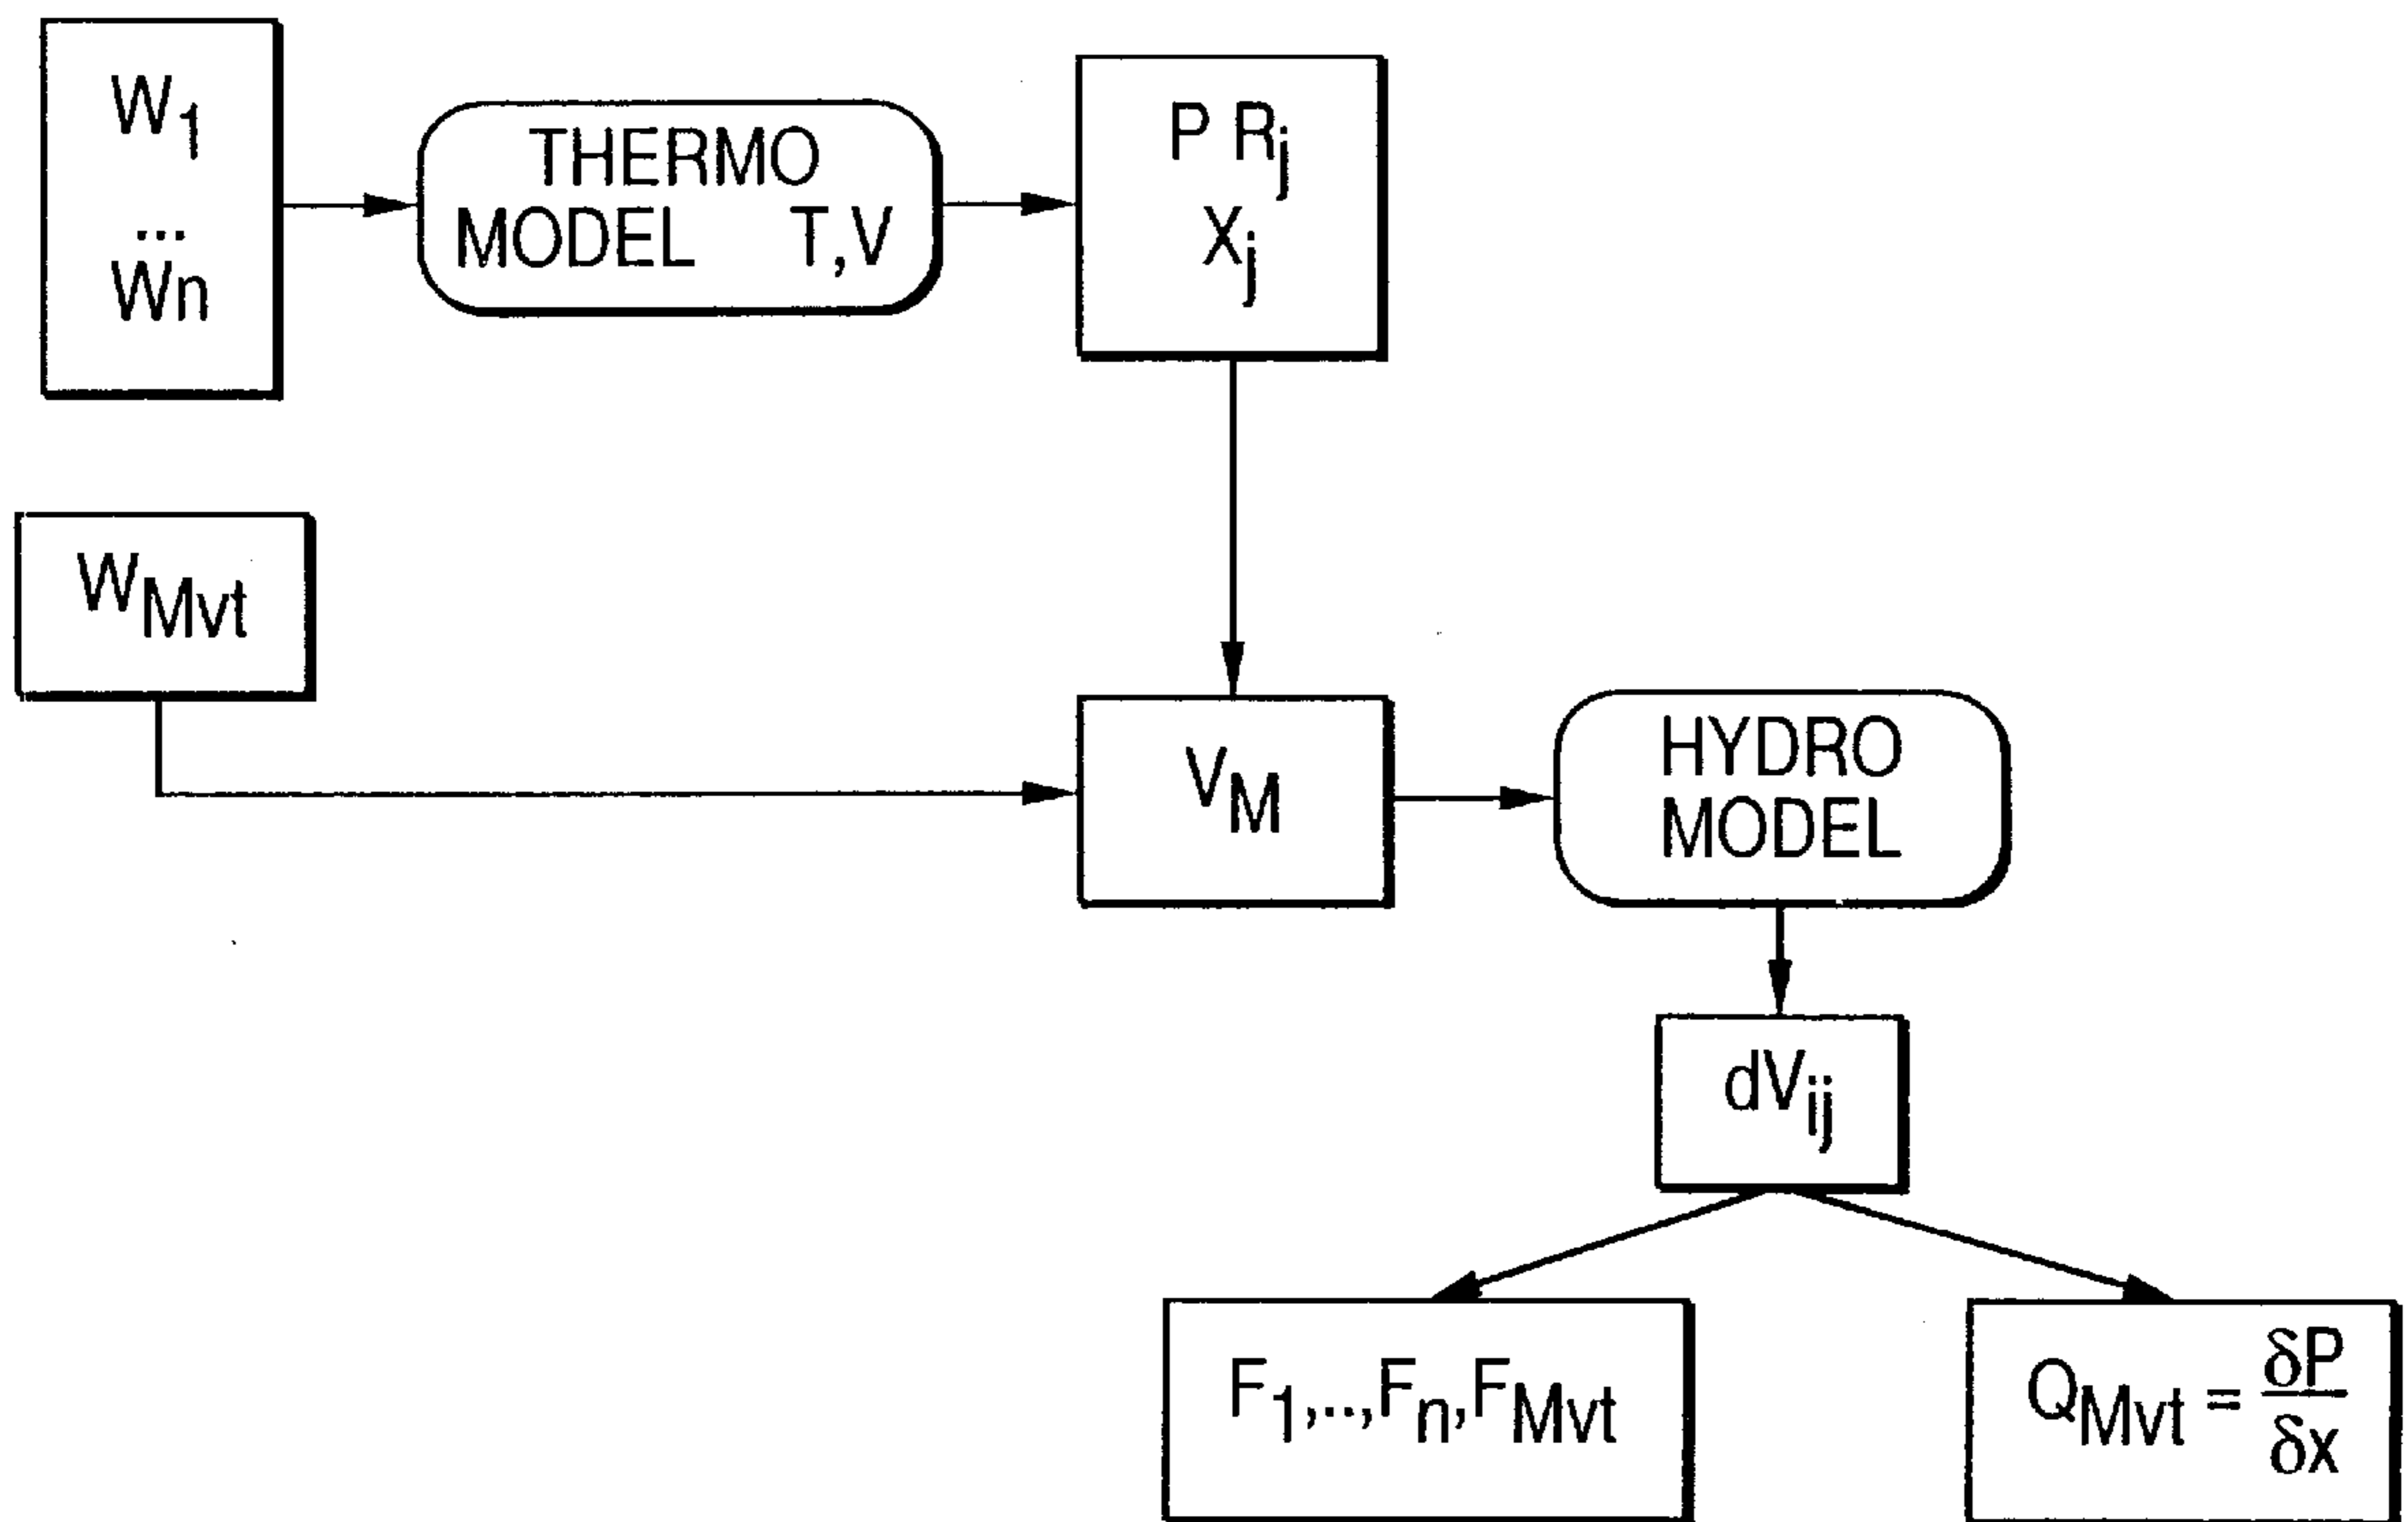 W1
...
Wn
THERMO
MODEL T,V
P Rj
Xj
WMvt
VM
HYDRO
MODEL
dVij
F1,..,Fn,FMvt
QMvt = δP/δx